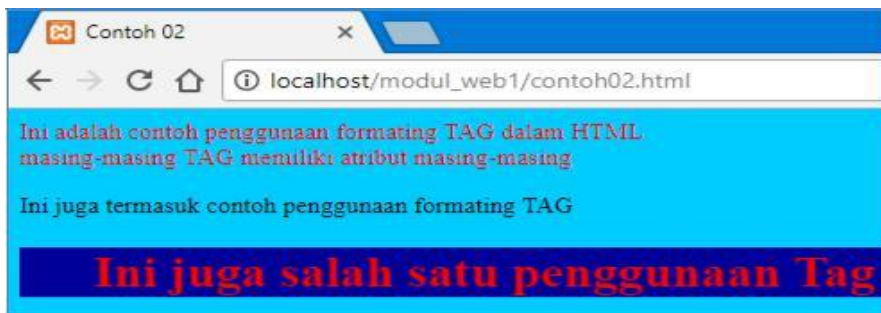 Contoh 02
localhost/modul_web1/contoh02.html
Ini adalah contoh penggunaan formating TAG dalam HTML
masing-masing TAG memiliki atribut masing-masing
Ini juga termasuk contoh penggunaan formating TAG
Ini juga salah satu penggunaan Tag